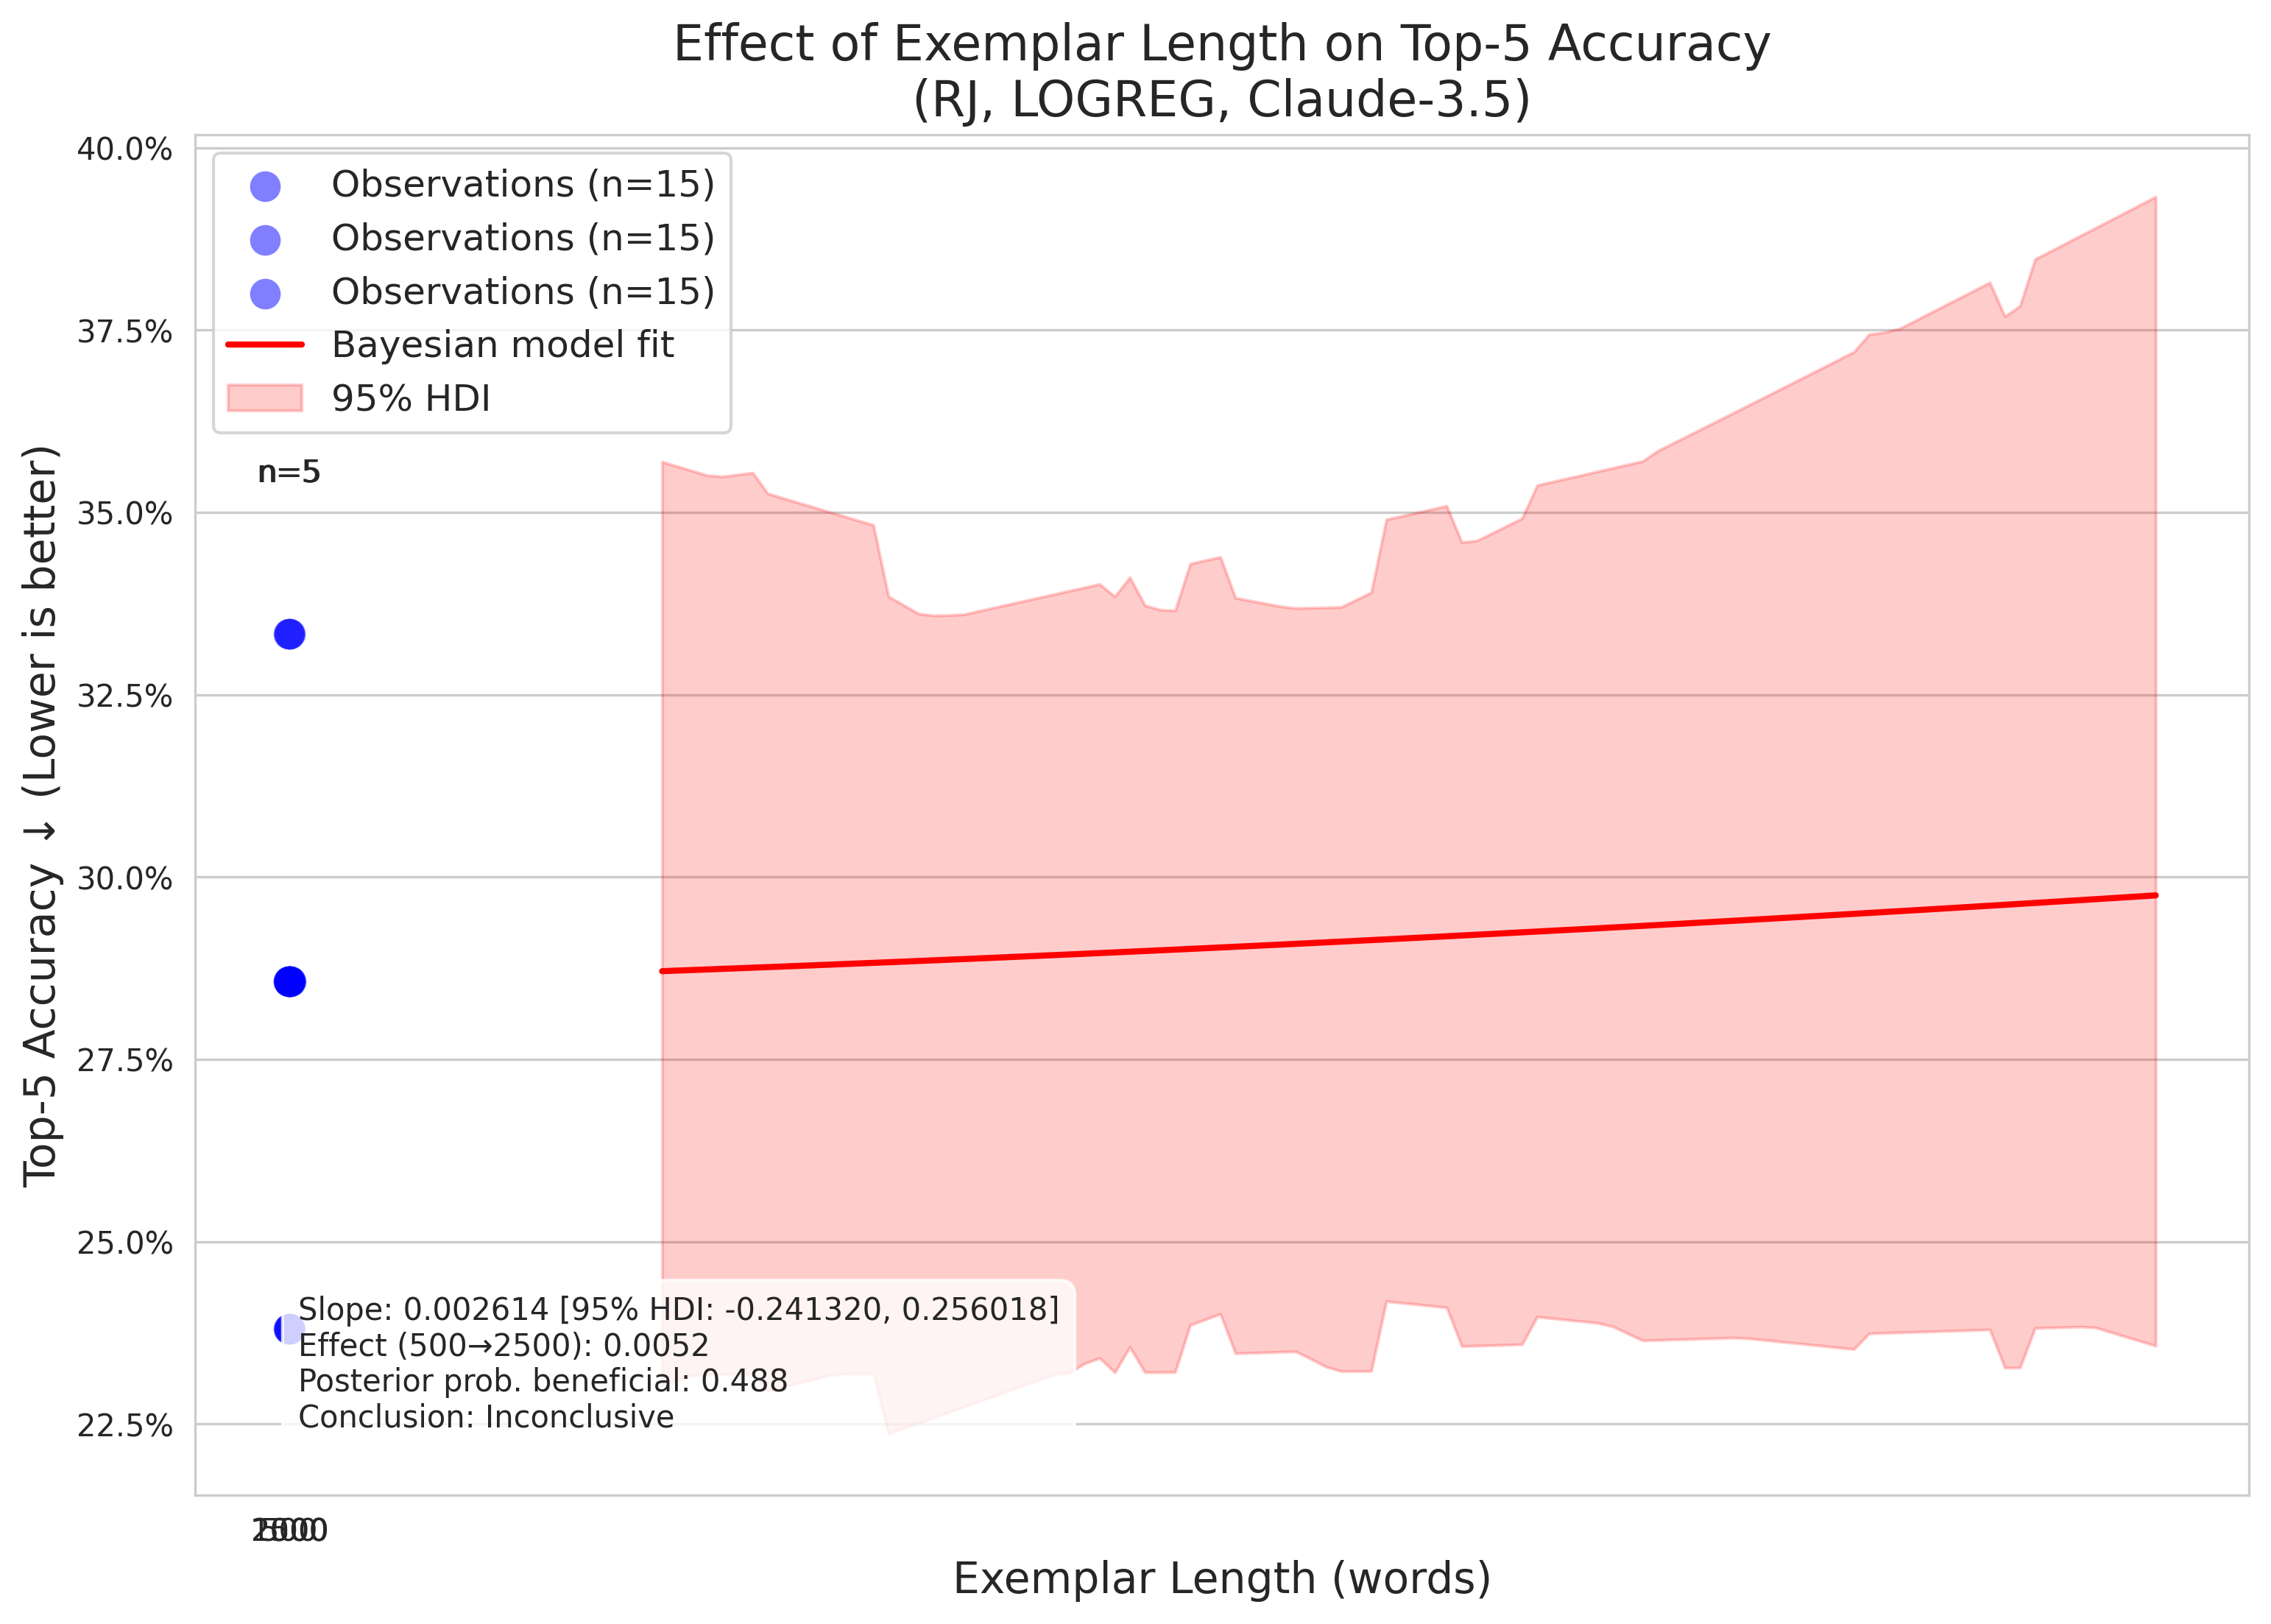 Effect of Exemplar Length on Top-5 Accuracy
(RJ, LOGREG, Claude-3.5)
Top-5 Accuracy ↓ (Lower is better)
40.0%
37.5%
35.0%
32.5%
30.0%
27.5%
25.0%
22.5%
Observations (n=15)
Observations (n=15)
Observations (n=15)
Bayesian model fit
95% HDI
n=5
Slope: 0.002614 [95% HDI: -0.241320, 0.256018]
Effect (500→2500): 0.0052
Posterior prob. beneficial: 0.488
Conclusion: Inconclusive
Exemplar Length (words)